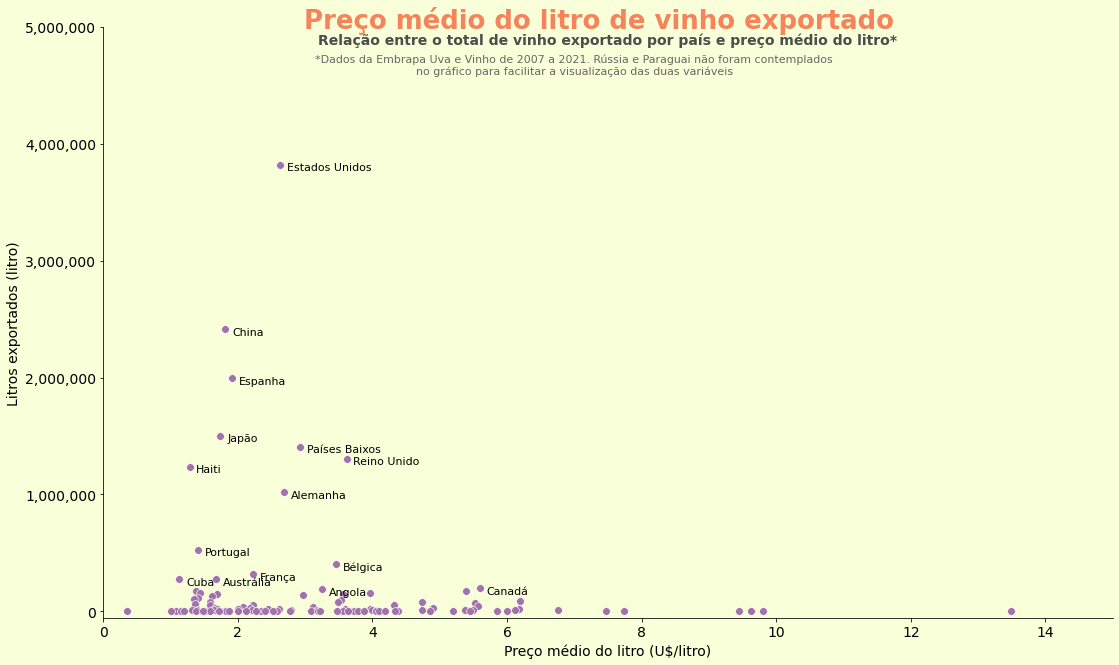 Preço médio do litro de vinho exportado
Relação entre o total de vinho exportado por país e preço médio do litro*
*Dados da Embrapa Uva e Vinho de 2007 a 2021. Rússia e Paraguai não foram contemplados
no gráfico para facilitar a visualização das duas variáveis
5,000,000
4,000,000
3,000,000
2,000,000
1,000,000
0
Litros exportados (litro)
Estados Unidos
China
Espanha
Japão
Países Baixos
Reino Unido
Haiti
Alemanha
Portugal
Bélgica
França
Cuba
Austrália
Angola
Canadá
0 2 4 6 8 10 12 14
Preço médio do litro (U$/litro)